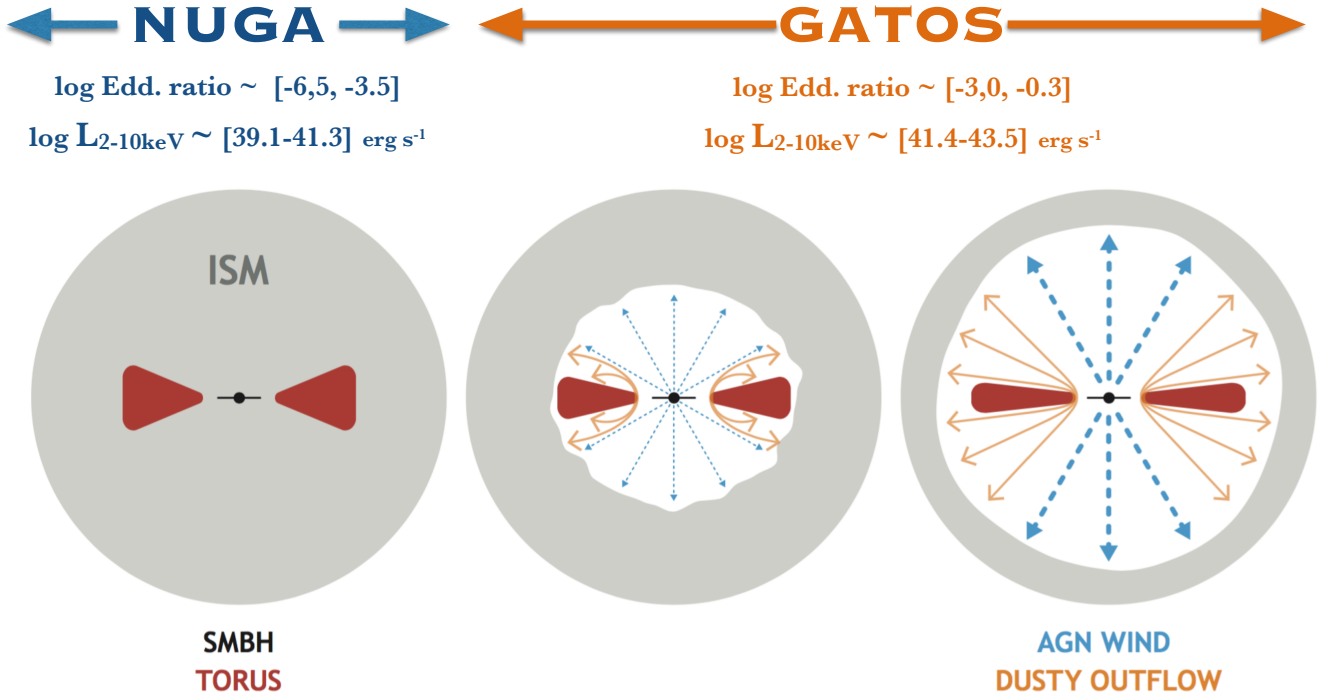 NUGA
GATOS
log Edd. ratio ~ [-6,5, -3.5]
log Edd. ratio ~ [-3,0, -0.3]
log L2-10keV ~ [39.1-41.3] erg s-1
log L2-10keV ~ [41.4-43.5] erg s-1
ISM
SMBH
TORUS
AGN WIND
DUSTY OUTFLOW